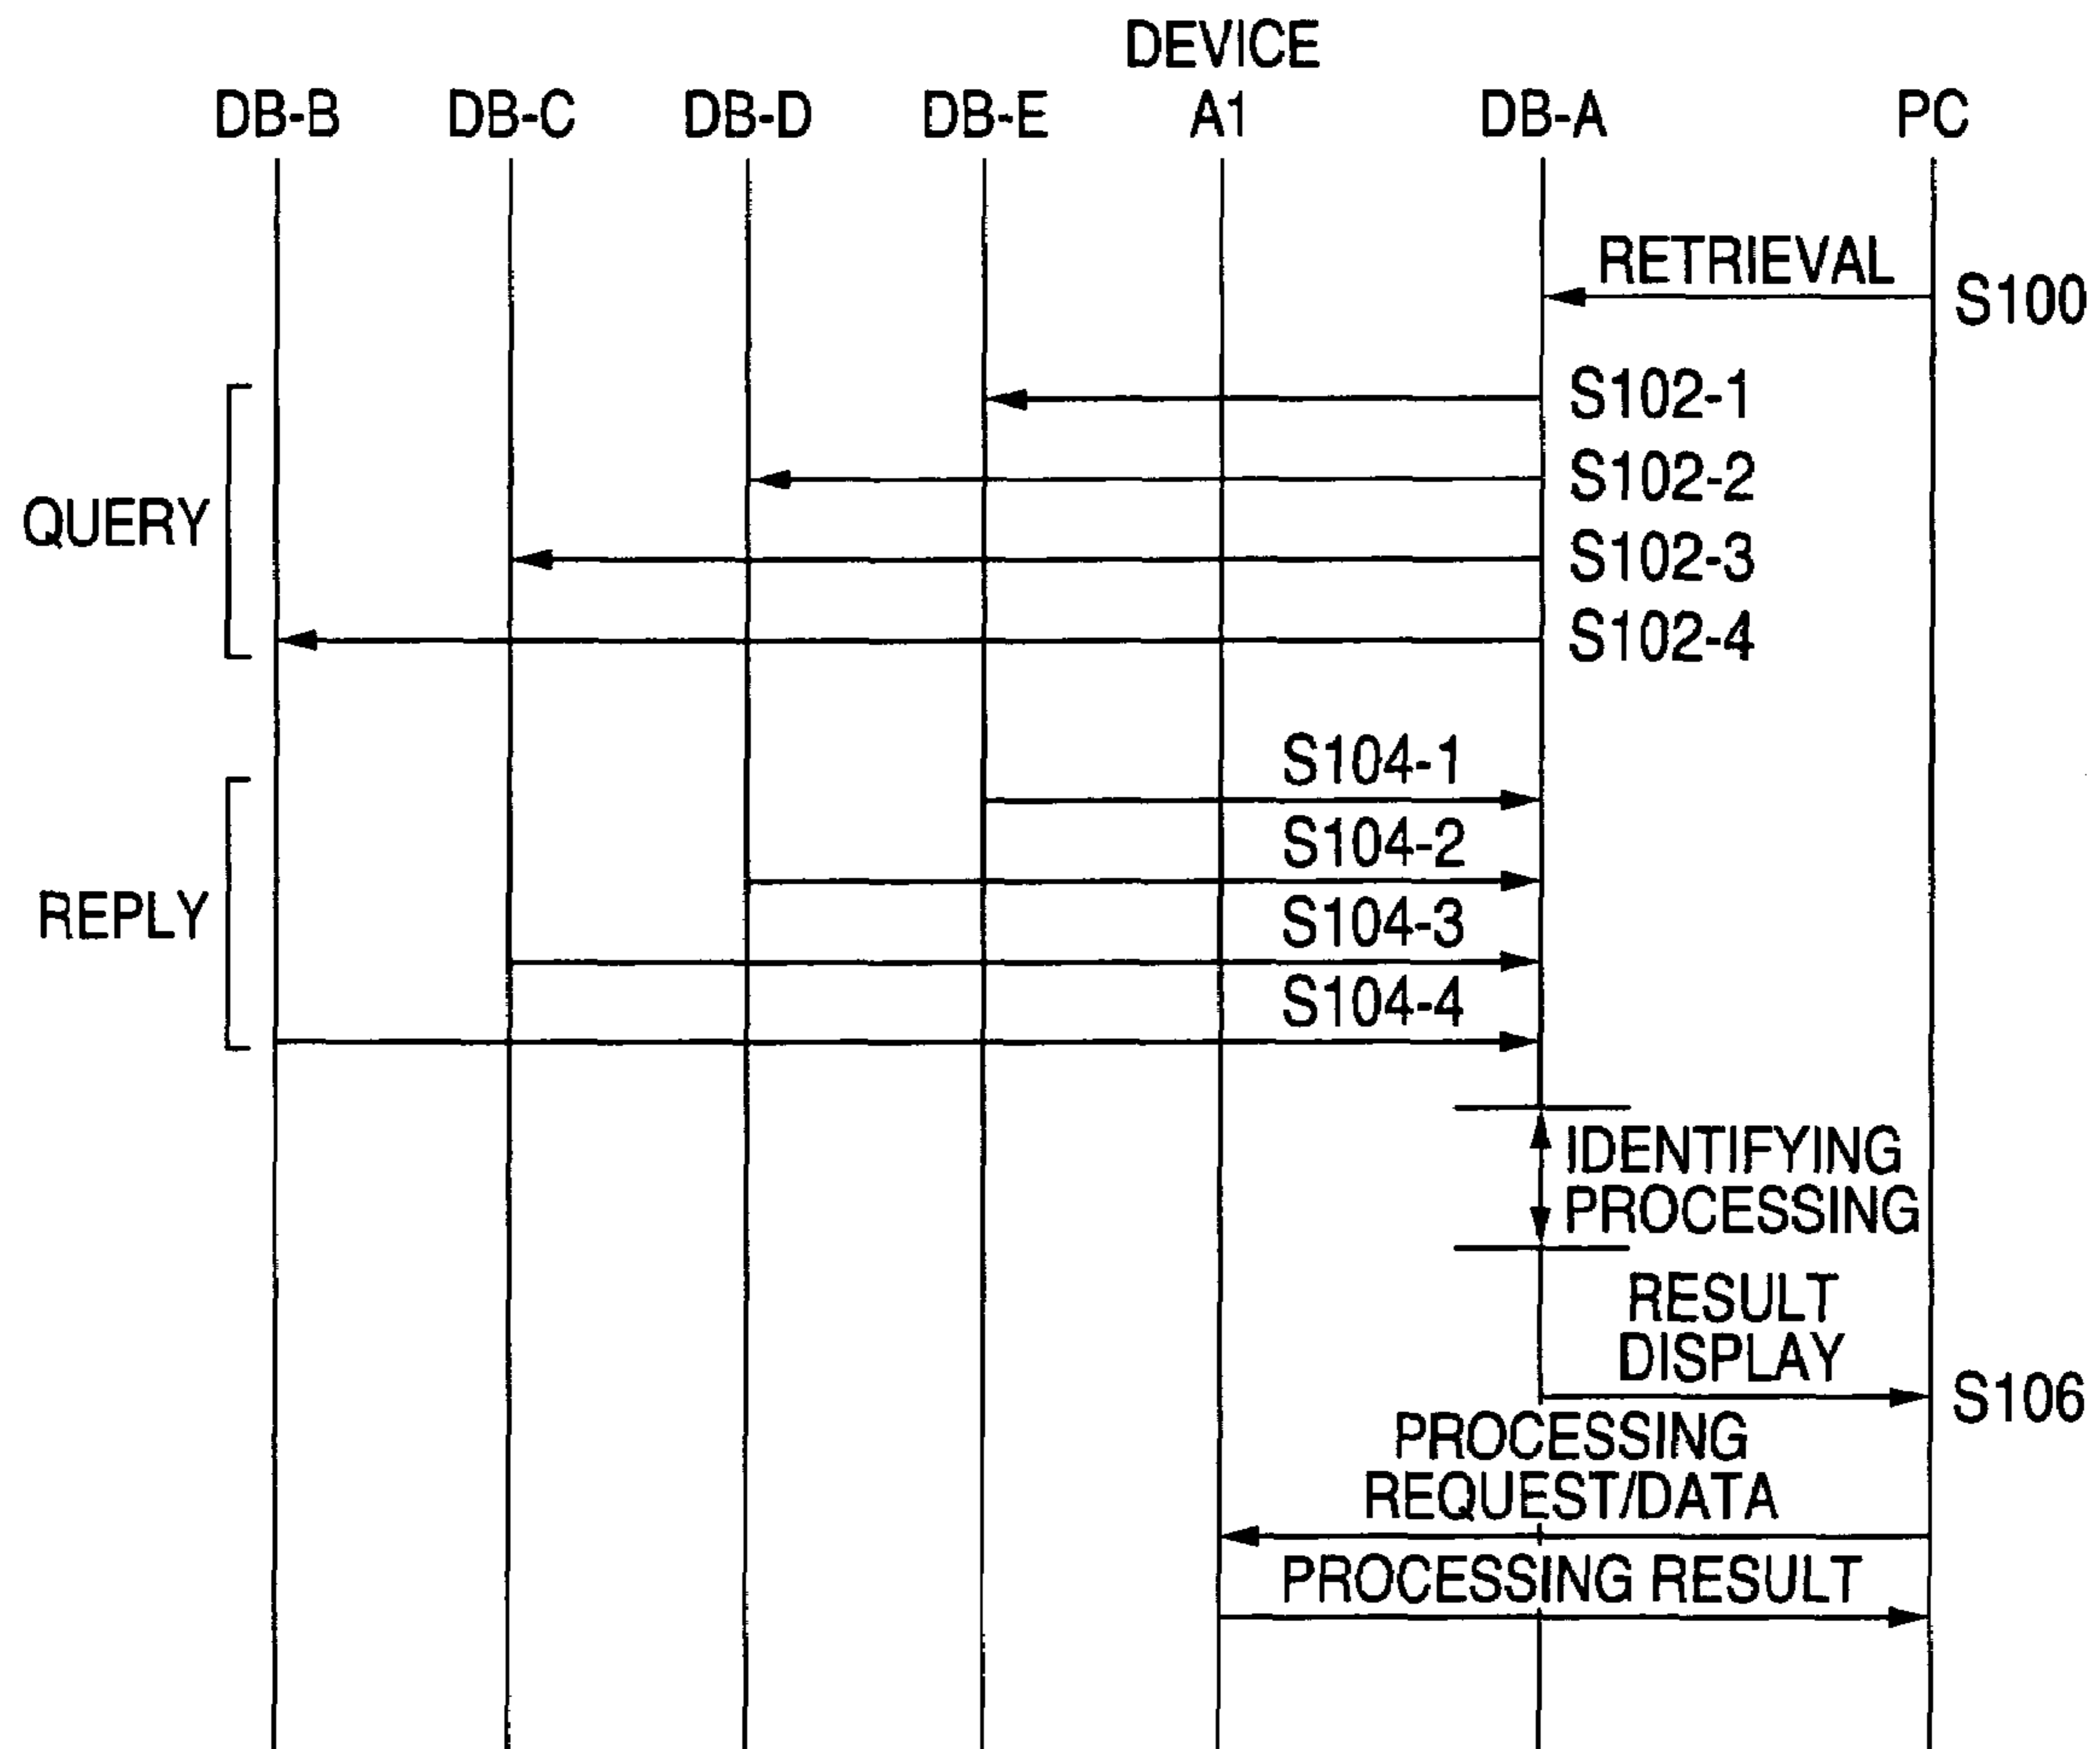 DEVICE
DB-B DB-C DB-D DB-E A1 DB-A PC
RETRIEVAL
S100
S102-1
S102-2
QUERY
S102-3
S102-4
S104-1
S104-2
REPLY
S104-3
S104-4
IDENTIFYING
PROCESSING
RESULT
DISPLAY
S106
PROCESSING
REQUEST/DATA
PROCESSING RESULT